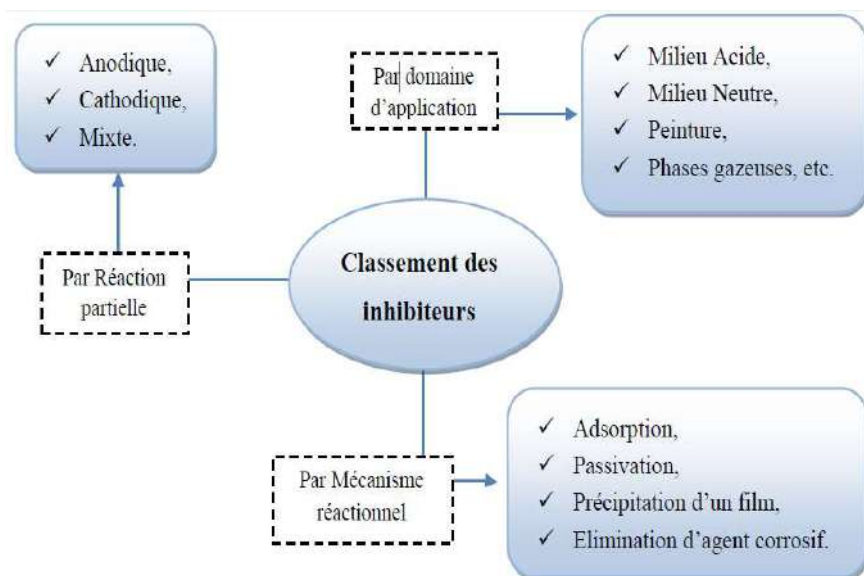 Anodique,
Cathodique,
Mixte.
Par domaine
d'application
Milieu Acide,
Milieu Neutre,
Peinture,
Phases gazeuses, etc.
Par Réaction
partielle
Classement des
inhibiteurs
Par Mécanisme
réactionnel
Adsorption,
Passivation,
Précipitation d'un film,
Elimination d'agent corrosif.